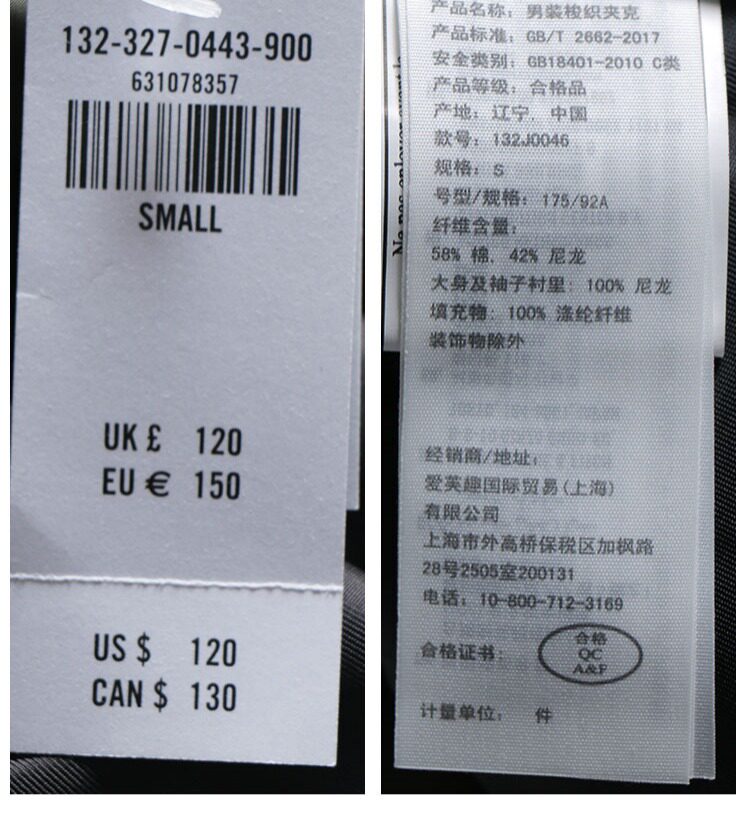 132-327-0443-900
631078357
SMALL
UK £ 120
EU € 150
US $ 120
CAN $ 130
产品名称: 男装梭织夹克
产品标准: GB/T 2662-2017
安全类别: GB18401-2010 C类
产品等级: 合格品
产地: 辽宁, 中国
款号: 132J0046
规格: S
号型/规格: 175/92A
纤维含量:
58% 棉, 42% 尼龙
大身及袖子衬里: 100% 尼龙
填充物: 100% 涤纶纤维
装饰物除外
经销商/地址:
爱芙趣国际贸易(上海)
有限公司
上海市外高桥保税区加枫路
28号2505室200131
电话: 10-800-712-3169
合格证书:
合格
QC
A&F
计量单位: 件
Ne pas employer